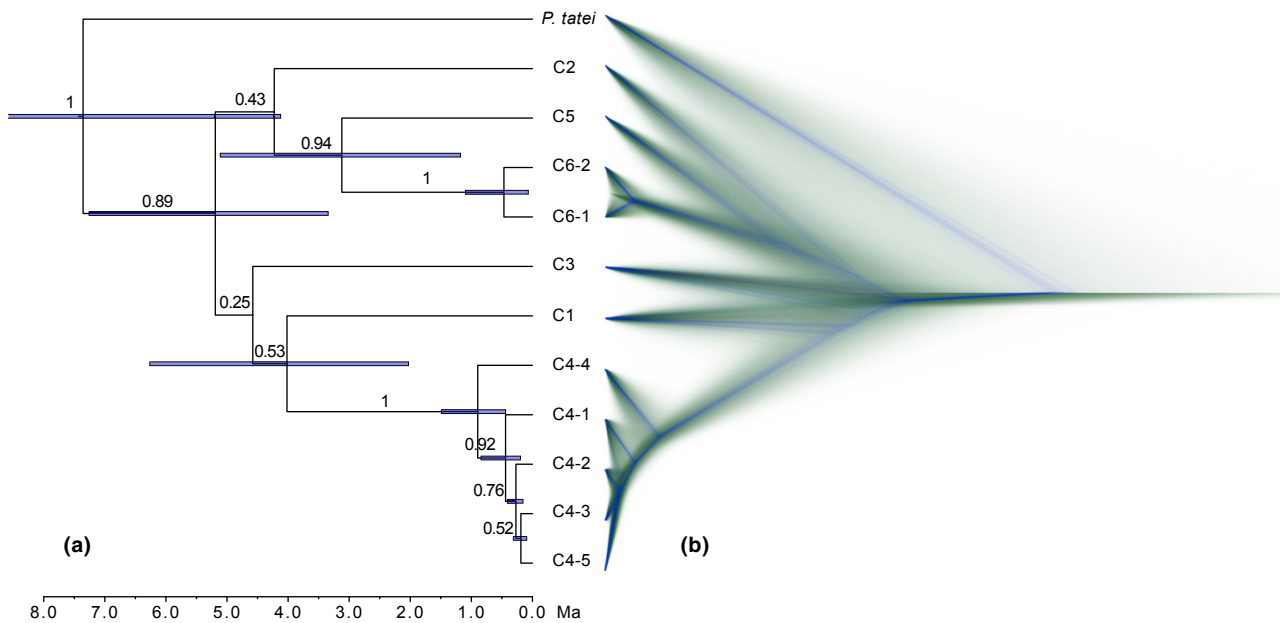 P. tatei
C2
0.43
1
C5
0.94
C6-2
1
0.89
C6-1
C3
0.25
C1
0.53
C4-4
1
C4-1
0.92
C4-2
0.76
C4-3
0.52
(a)
(b)
C4-5
8.0 7.0 6.0 5.0 4.0 3.0 2.0 1.0 0.0 Ma